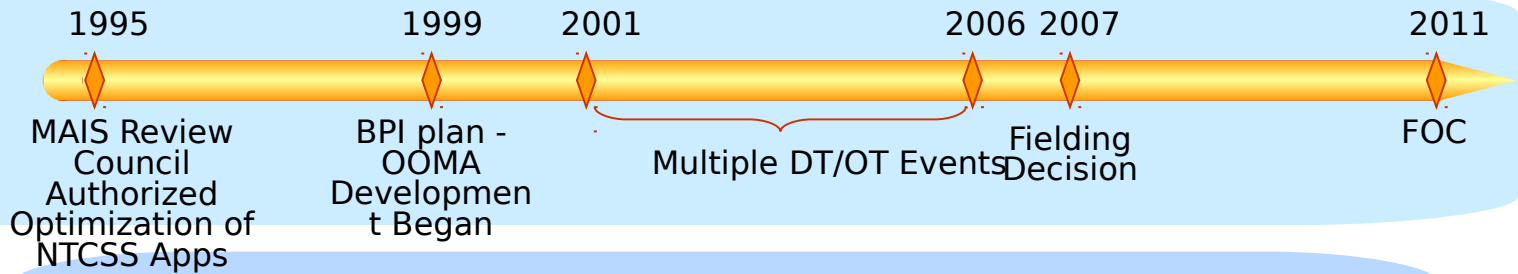 1995
1999
2001
2006
2007
2011
MAIS Review
Council
Authorized
Optimization of
NTCSS Apps
BPI plan -
OOMA
Developmen
t Began
Multiple DT/OT Events
Fielding
Decision
FOC